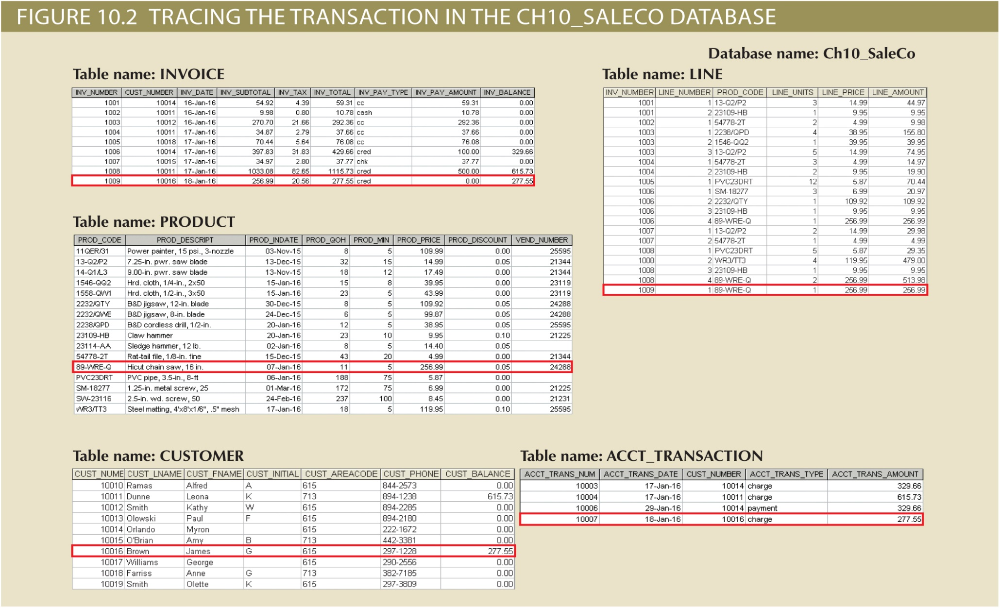 FIGURE 10.2 TRACING THE TRANSACTION IN THE CH10_SALECO DATABASE
Database name: Ch10_SaleCo
Table name: INVOICE
INV_NUMBER CUST_NUMBER INV_DATE INV_SUBTOTAL INV_TAX INV_TOTAL INV_PAY_TYPE INV_PAY_AMOUNT INV_BALANCE
1001 10014 16-Jan-16 54.92 4.39 59.31 cc 59.31 0.00
1002 10011 16-Jan-16 9.98 0.80 10.78 cash 10.78 0.00
1003 10012 16-Jan-16 270.70 21.66 292.36 cc 292.36 0.00
1004 10011 17-Jan-16 34.87 2.79 37.66 cc 37.66 0.00
1005 10018 17-Jan-16 70.44 5.64 76.08 cc 76.08 0.00
1006 10014 17-Jan-16 397.83 31.83 429.66 cred 100.00 329.66
1007 10015 17-Jan-16 34.97 2.80 37.77 chk 37.77 0.00
1008 10011 17-Jan-16 1033.08 82.65 1115.73 cred 500.00 615.73
1009 10016 18-Jan-16 256.99 20.56 277.55 cred 0.00 277.55
Table name: LINE
INV_NUMBER LINE_NUMBER PROD_CODE LINE_UNITS LINE_PRICE LINE_AMOUNT
1001 1 13-Q2/P2 3 14.99 44.97
1001 2 23109-HB 1 9.95 9.95
1002 1 54778-2T 2 4.99 9.98
1003 1 2238/QPD 4 38.95 155.80
1003 2 1546-QQ2 1 39.95 39.95
1003 3 13-Q2/P2 5 14.99 74.95
1004 1 54778-2T 3 4.99 14.97
1004 2 23109-HB 2 9.95 19.90
1005 1 PVC23DRT 12 5.87 70.44
1006 1 SM-18277 3 6.99 20.97
1006 2 2232/QTY 1 109.92 109.92
1006 3 23109-HB 1 9.95 9.95
1006 4 89-WRE-Q 1 256.99 256.99
1007 1 13-Q2/P2 2 14.99 29.98
1007 2 54778-2T 1 4.99 4.99
1008 1 PVC23DRT 5 5.87 29.35
1008 2 WR3/TT3 4 119.95 479.80
1008 3 23109-HB 1 9.95 9.95
1008 4 89-WRE-Q 2 256.99 513.98
1009 1 89-WRE-Q 1 256.99 256.99
Table name: PRODUCT
PROD_CODE PROD_DESCRIPT PROD_INDATE PROD_QOH PROD_MIN PROD_PRICE PROD_DISCOUNT VEND_NUMBER
11QER/31 Power painter, 15 psi., 3-nozzle 03-Nov-15 8 5 109.99 0.00 25595
13-Q2/P2 7.25-in. pwr. saw blade 13-Dec-15 32 15 14.99 0.05 21344
14-Q1/L3 9.00-in. pwr. saw blade 13-Nov-15 18 12 17.49 0.00 21344
1546-QQ2 Hrd. cloth, 1/4-in., 2x50 15-Jan-16 15 8 39.95 0.00 23119
1558-QW1 Hrd. cloth, 1/2-in., 3x50 15-Jan-16 23 5 43.99 0.00 23119
2232/QTY B&D jigsaw, 12-in. blade 30-Dec-15 8 5 109.92 0.05 24288
2232/QWE B&D jigsaw, 8-in. blade 24-Dec-15 6 5 99.87 0.05 24288
2238/QPD B&D cordless drill, 1/2-in. 20-Jan-16 12 5 38.95 0.05 25595
23109-HB Claw hammer 20-Jan-16 23 10 9.95 0.10 21225
23114-AA Sledge hammer, 12 lb. 02-Jan-16 8 5 14.40 0.05
54778-2T Rat-tail file, 1/8-in. fine 15-Dec-15 43 20 4.99 0.00 21344
89-WRE-Q Hicut chain saw, 16 in. 07-Jan-16 11 5 256.99 0.05 24288
PVC23DRT PVC pipe, 3.5-in., 8-ft 06-Jan-16 188 75 5.87 0.00
SM-18277 1.25-in. metal screw, 25 01-Mar-16 172 75 6.99 0.00 21225
SW-23116 2.5-in. wd. screw, 50 24-Feb-16 237 100 8.45 0.00 21231
WR3/TT3 Steel matting, 4'x8'x1/6", .5" mesh 17-Jan-16 18 5 119.95 0.10 25595
Table name: CUSTOMER
CUST_NUME CUST_LNAME CUST_FNAME CUST_INITIAL CUST_AREACODE CUST_PHONE CUST_BALANCE
10010 Ramas Alfred A 615 844-2573 0.00
10011 Dunne Leona K 713 894-1238 615.73
10012 Smith Kathy W 615 894-2285 0.00
10013 Olowski Paul F 615 894-2180 0.00
10014 Orlando Myron 615 222-1672 0.00
10015 O'Brian Amy B 713 442-3381 0.00
10016 Brown James G 615 297-1228 277.55
10017 Williams George 615 290-2556 0.00
10018 Farriss Anne G 713 382-7185 0.00
10019 Smith Olette K 615 297-3809 0.00
Table name: ACCT_TRANSACTION
ACCT_TRANS_NUM ACCT_TRANS_DATE CUST_NUMBER ACCT_TRANS_TYPE ACCT_TRANS_AMOUNT
10003 17-Jan-16 10014 charge 329.66
10004 17-Jan-16 10011 charge 615.73
10006 29-Jan-16 10014 payment 329.66
10007 18-Jan-16 10016 charge 277.55